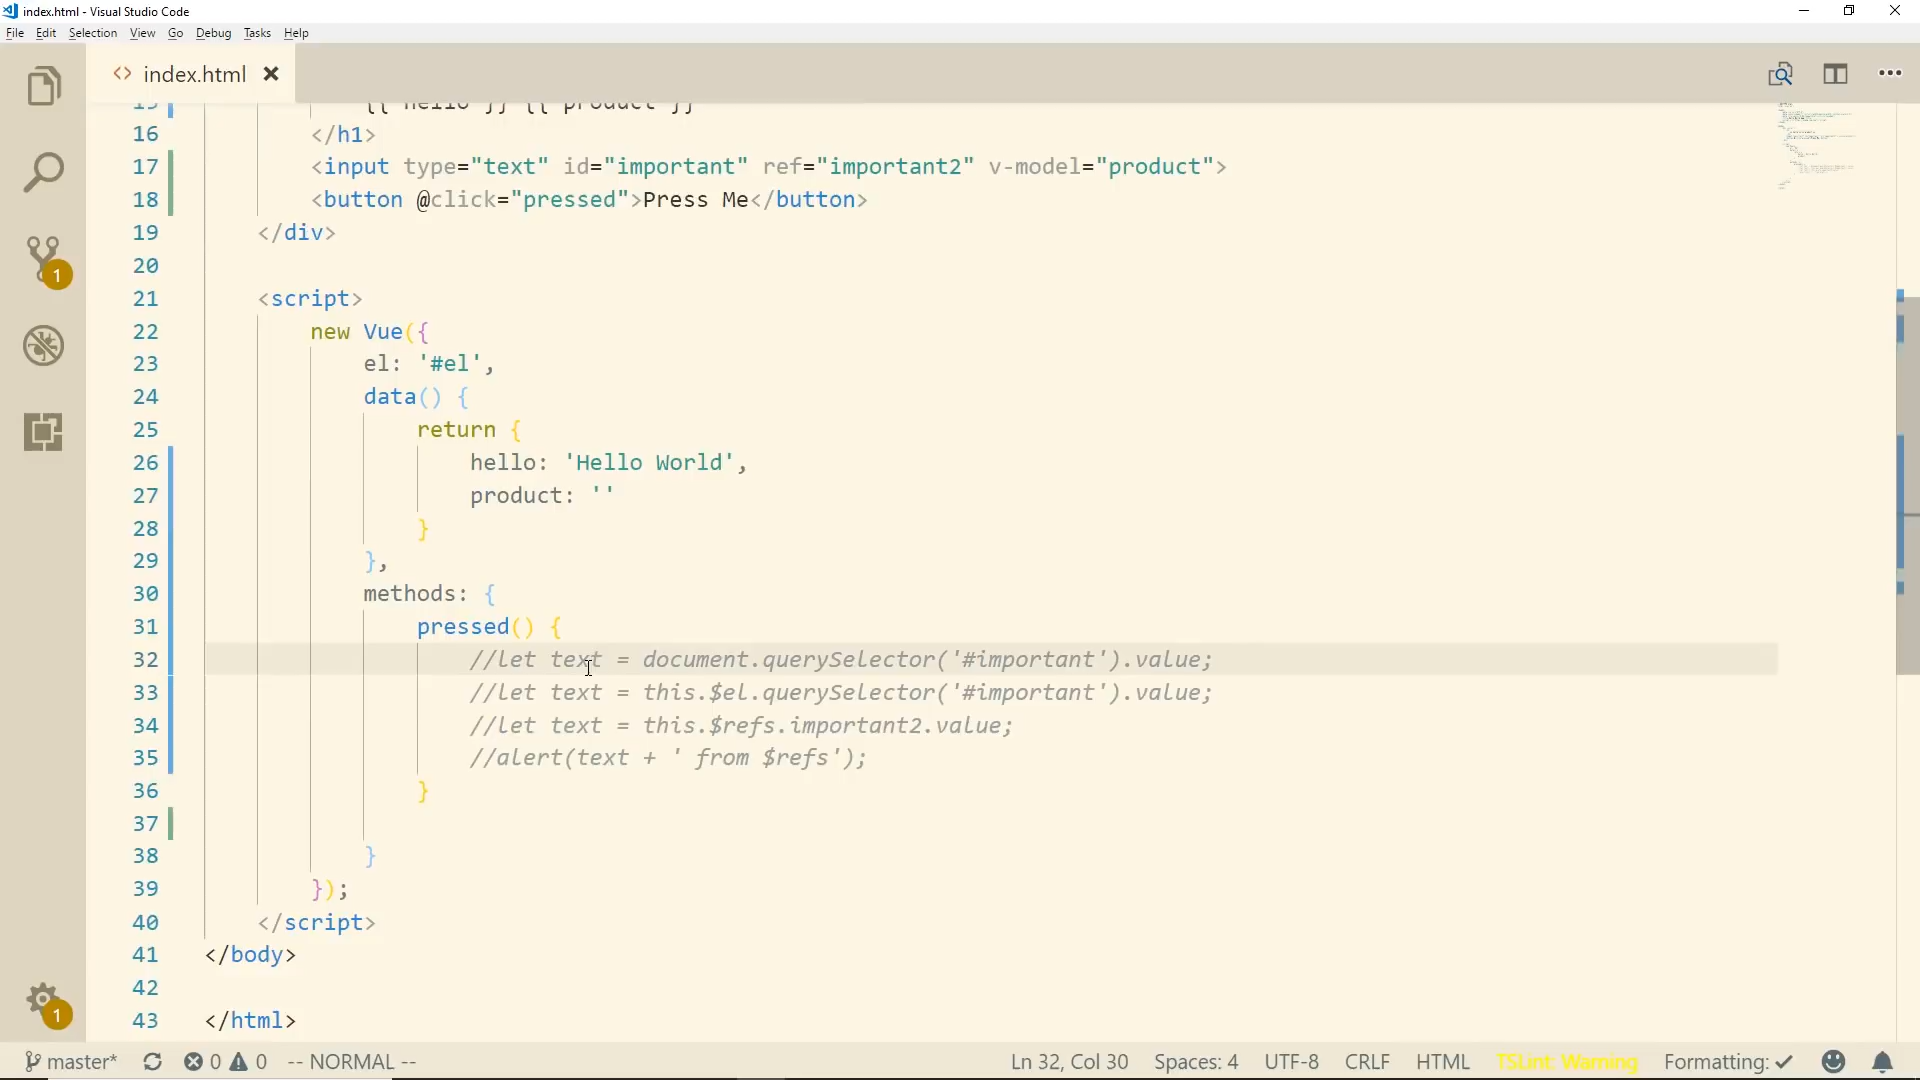 index.html - Visual Studio Code
File Edit Selection View Go Debug Tasks Help
<> index.html
15 {{ hello }} {{ product }}
16 </h1>
17 <input type="text" id="important" ref="important2" v-model="product">
18 <button @click="pressed">Press Me</button>
19 </div>
20
21 <script>
22 new Vue({
23 el: '#el',
24 data() {
25 return {
26 hello: 'Hello World',
27 product: ''
28 }
29 },
30 methods: {
31 pressed() {
32 //let text = document.querySelector('#important').value;
33 //let text = this.$el.querySelector('#important').value;
34 //let text = this.$refs.important2.value;
35 //alert(text + ' from $refs');
36 }
37
38 }
39 });
40 </script>
41 </body>
42
43 </html>
1
1
master* 0 0 -- NORMAL -- Ln 32, Col 30 Spaces: 4 UTF-8 CRLF HTML TSLint: Warning Formatting: ✓